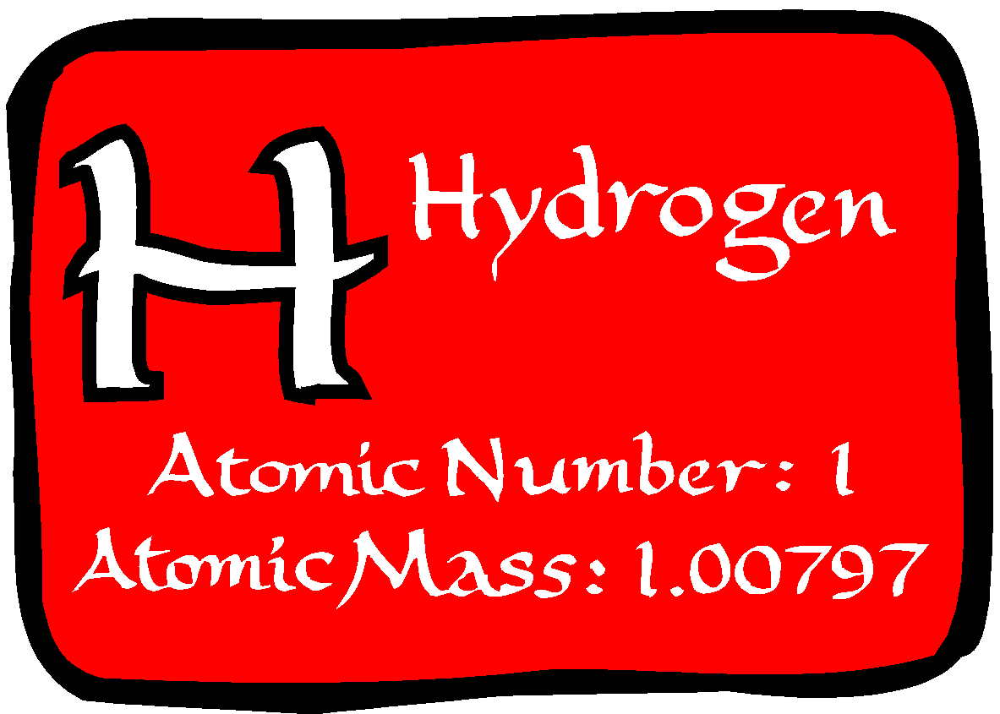 H
Hydrogen
Atomic Number: 1
Atomic Mass: 1.00797